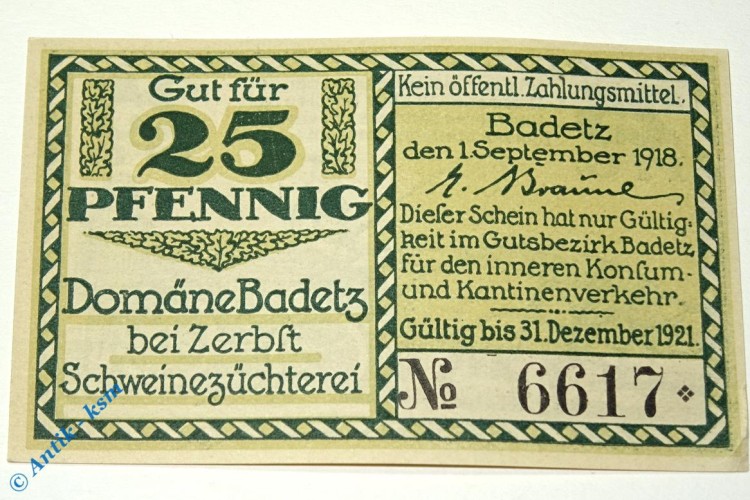 Gut für
25
PFENNIG
Domäne Badetz
bei Zerbſt
Schweinezüchterei
Kein öffentl. Zahlungsmittel.
Badetz
den 1. September 1918.
Dieſer Schein hat nur Gültig-
keit im Gutsbezirk Badetz
für den inneren Konſum-
und Kantinenverkehr.
Gültig bis 31. Dezember 1921.
№ 6617
© Antik - ksm